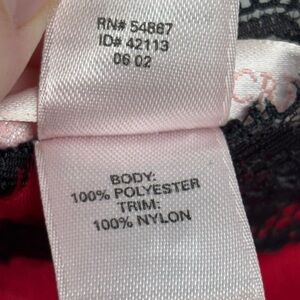 RN# 54867
ID# 42113
06 02
BODY:
100% POLYESTER
TRIM:
100% NYLON